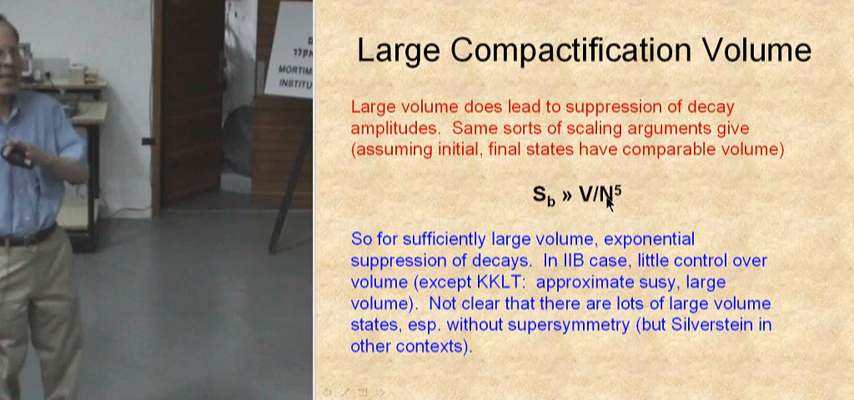 MORTIM
INSTITU
Large Compactification Volume
Large volume does lead to suppression of decay
amplitudes. Same sorts of scaling arguments give
(assuming initial, final states have comparable volume)
Sb » V/N5
So for sufficiently large volume, exponential
suppression of decays. In IIB case, little control over
volume (except KKLT: approximate susy, large
volume). Not clear that there are lots of large volume
states, esp. without supersymmetry (but Silverstein in
other contexts).